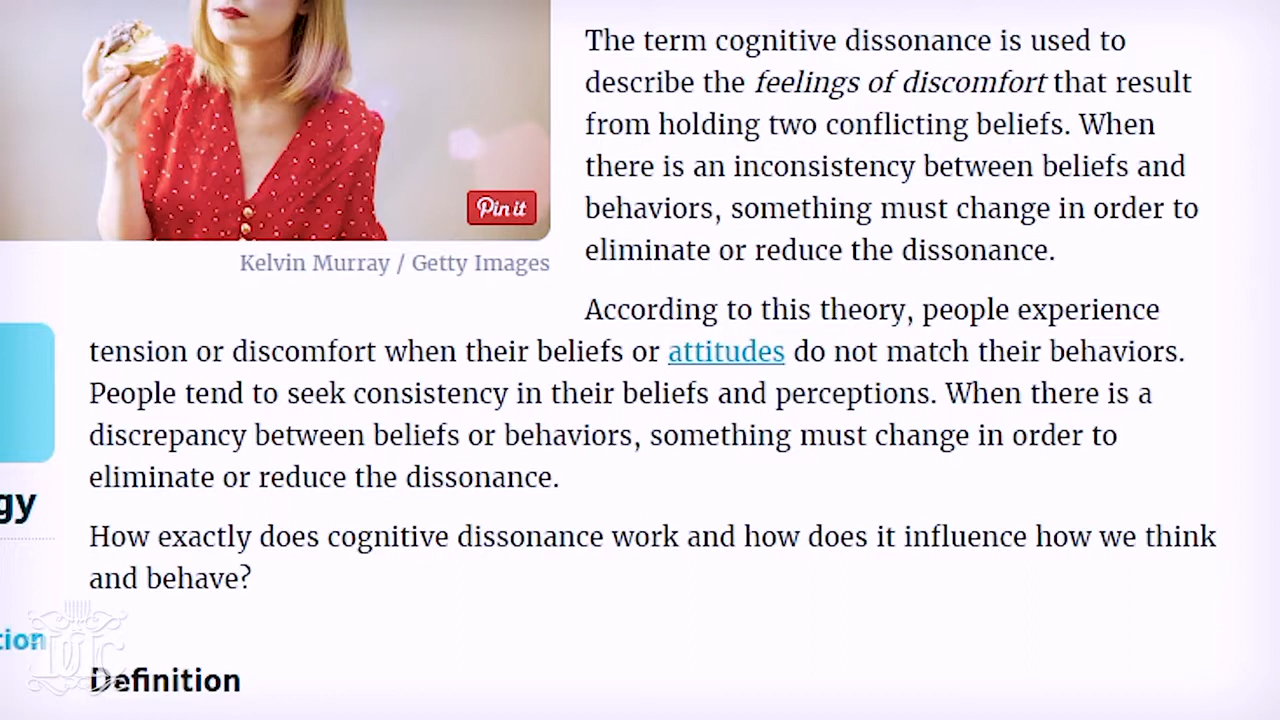 The term cognitive dissonance is used to
describe the feelings of discomfort that result
from holding two conflicting beliefs. When
there is an inconsistency between beliefs and
behaviors, something must change in order to
eliminate or reduce the dissonance.
Pin it
Kelvin Murray / Getty Images
According to this theory, people experience
tension or discomfort when their beliefs or attitudes do not match their behaviors.
People tend to seek consistency in their beliefs and perceptions. When there is a
discrepancy between beliefs or behaviors, something must change in order to
eliminate or reduce the dissonance.
gy
How exactly does cognitive dissonance work and how does it influence how we think
and behave?
tion
Definition